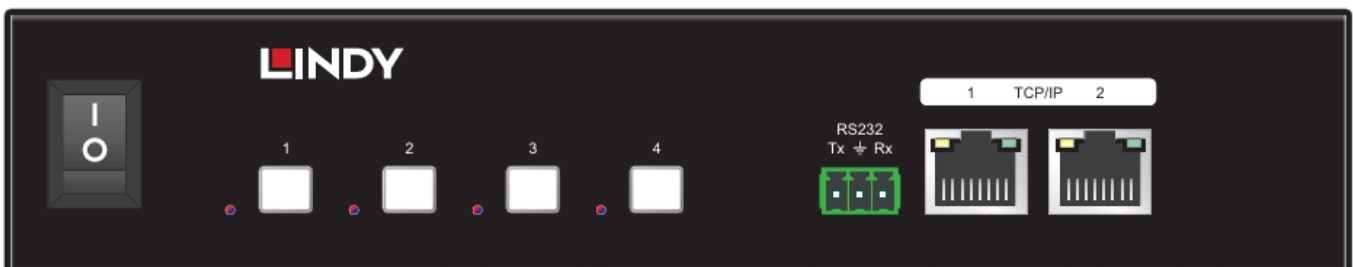 LINDY
1 TCP/IP 2
RS232
Tx Rx
1
2
3
4